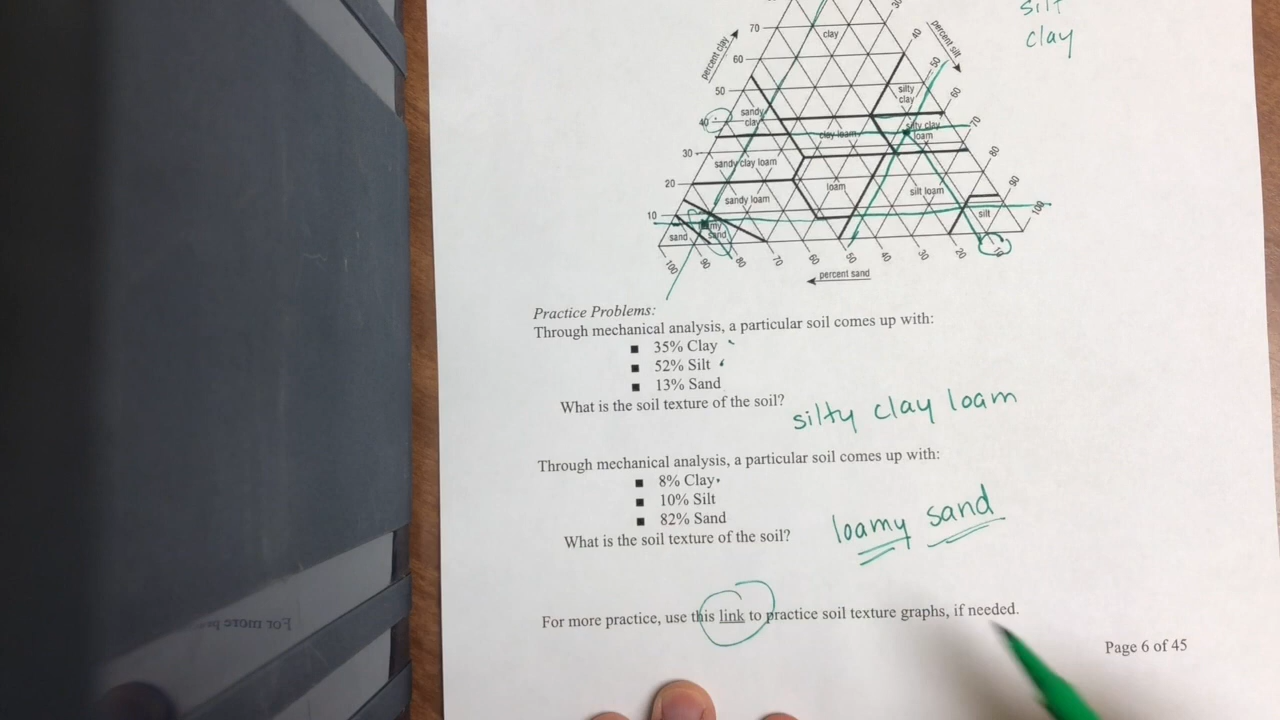 silt
clay
70
clay
30
40
percent silt
percent clay
60
50
50
silty
clay
60
sandy
clay
40
clay loam
silty clay
loam
70
30
sandy clay loam
80
20
sandy loam
loam
silt loam
90
10
silt
100
sand
loamy
sand
100
90
80
70
60
50
40
30
20
10
percent sand
Practice Problems:
Through mechanical analysis, a particular soil comes up with:
■ 35% Clay
■ 52% Silt
■ 13% Sand
What is the soil texture of the soil?
silty clay loam
Through mechanical analysis, a particular soil comes up with:
■ 8% Clay
■ 10% Silt
■ 82% Sand
What is the soil texture of the soil?
loamy sand
For more practice, use this link to practice soil texture graphs, if needed.
Page 6 of 45
For more p